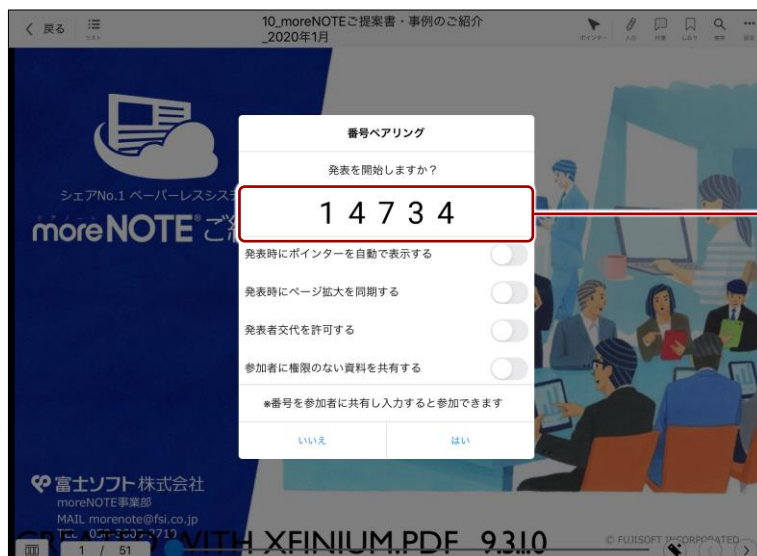 戻る
リスト
10_moreNOTEご提案書・事例のご紹介
_2020年1月
ポインター
入力
付箋
しおり
検索
設定
番号ペアリング
発表を開始しますか？
14734
シェアNo.1 ペーパーレスシス
moreNOTE® ご
発表時にポインターを自動で表示する
発表時にページ拡大を同期する
発表者交代を許可する
参加者に権限のない資料を共有する
※番号を参加者に共有し入力すると参加できます
いいえ
はい
富士ソフト株式会社
moreNOTE事業部
MAIL morenote@fsi.co.jp
WITH XFINIUM.PDF 9.3.1.0
© FUJISOFT INCORPORATED
1 / 51